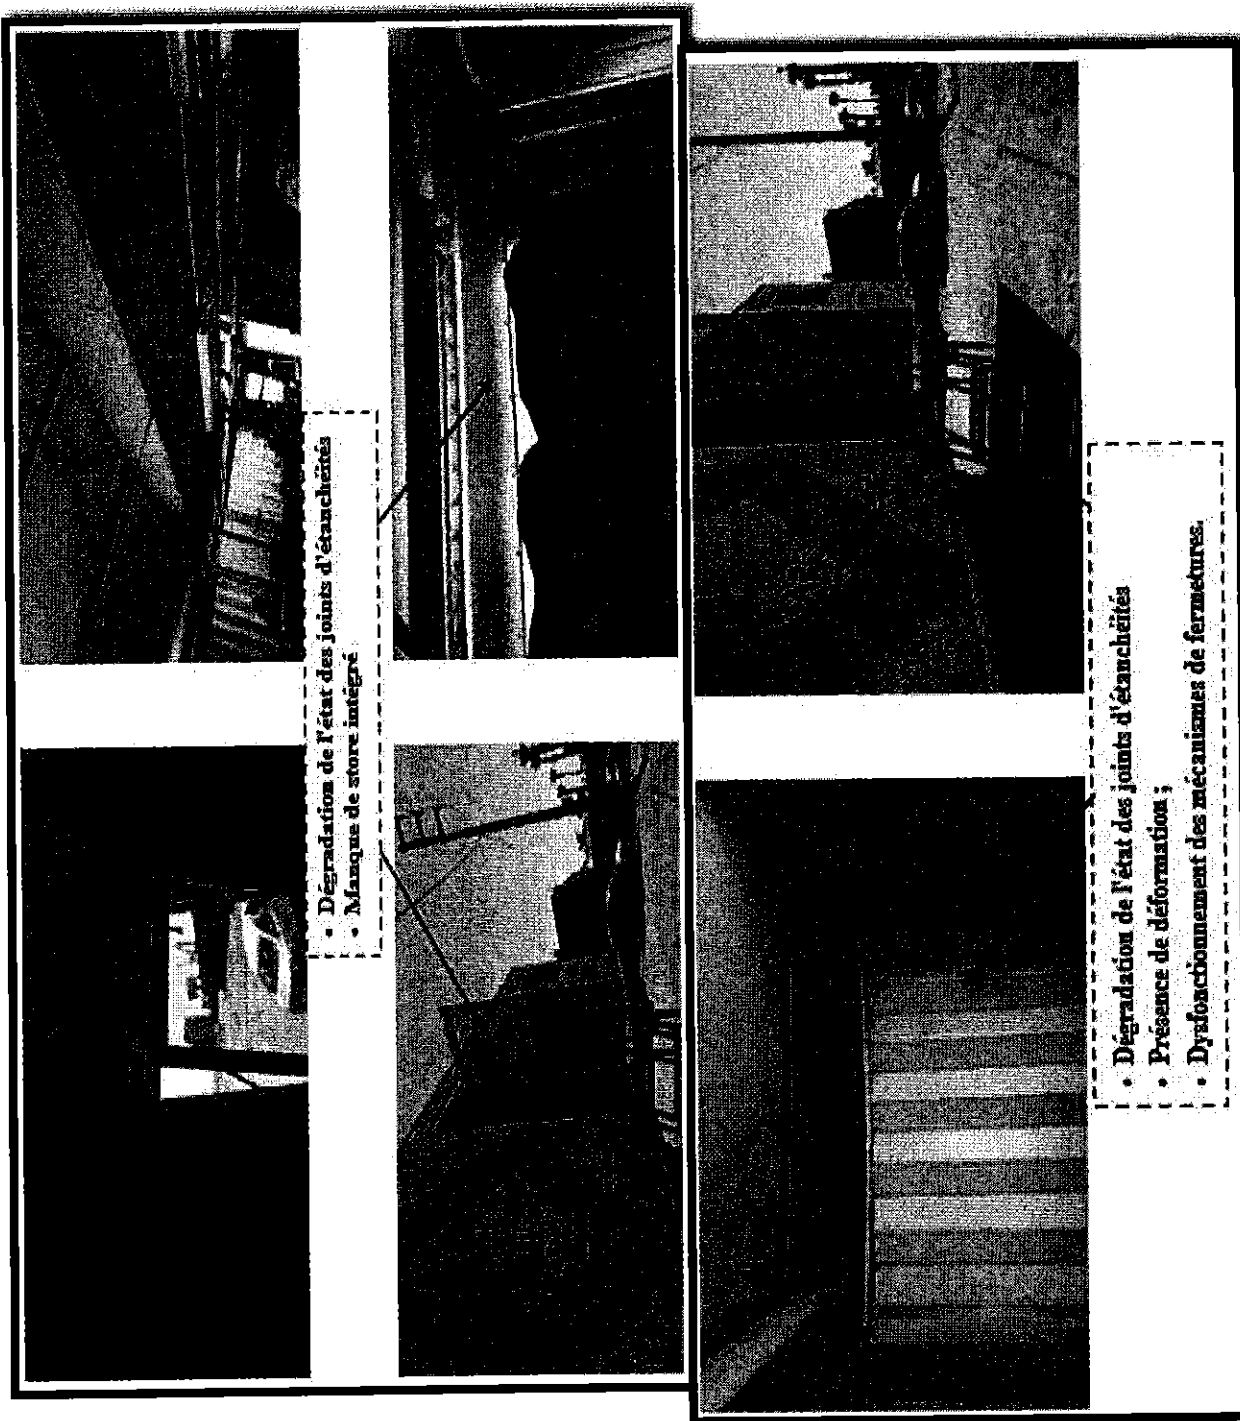 • Dégradation de l'état des joints d'étanchéités
• Manque de store intégré
• Dégradation de l'état des joints d'étanchéités
• Présence de déformation ;
• Dysfonctionnement des mécanismes de fermetures.